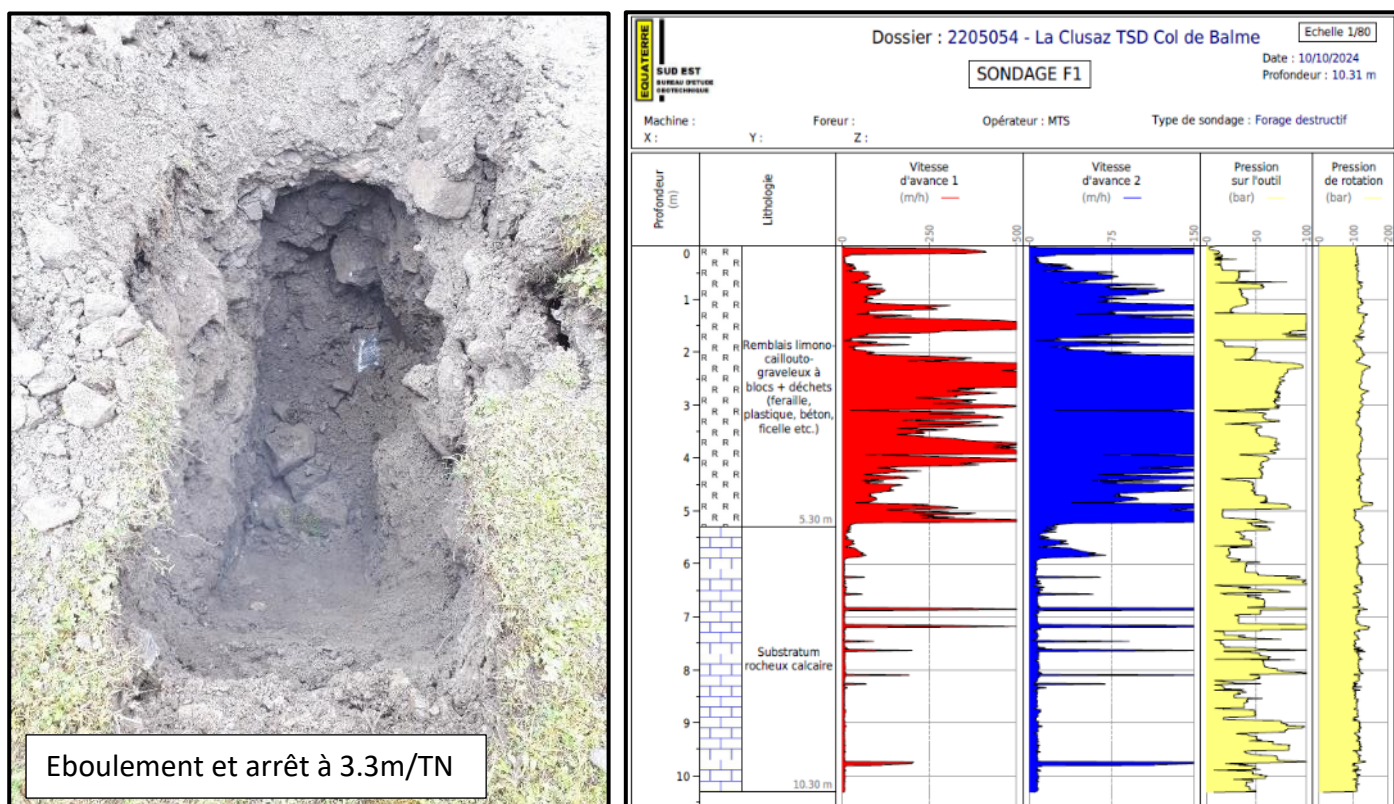 Eboulement et arrêt à 3.3m/TN
EQUATERRE
SUD EST
BUREAU D'ETUDE
GEOTECHNIQUE
Dossier : 2205054 - La Clusaz TSD Col de Balme
Echelle 1/80
Date : 10/10/2024
SONDAGE F1
Profondeur : 10.31 m
Machine :
Foreur :
Opérateur : MTS
Type de sondage : Forage destructif
X :
Y :
Z :
Profondeur
(m)
Lithologie
Vitesse
d'avance 1
(m/h)
Vitesse
d'avance 2
(m/h)
Pression
sur l'outil
(bar)
Pression
de rotation
(bar)
0
250
500
0
75
150
0
50
100
0
100
200
0
1
2
3
4
5
6
7
8
9
10
Remblais limono-
caillouto-
graveleux à
blocs + déchets
(feraille,
plastique, béton,
ficelle etc.)
5.30 m
Substratum
rocheux calcaire
10.30 m